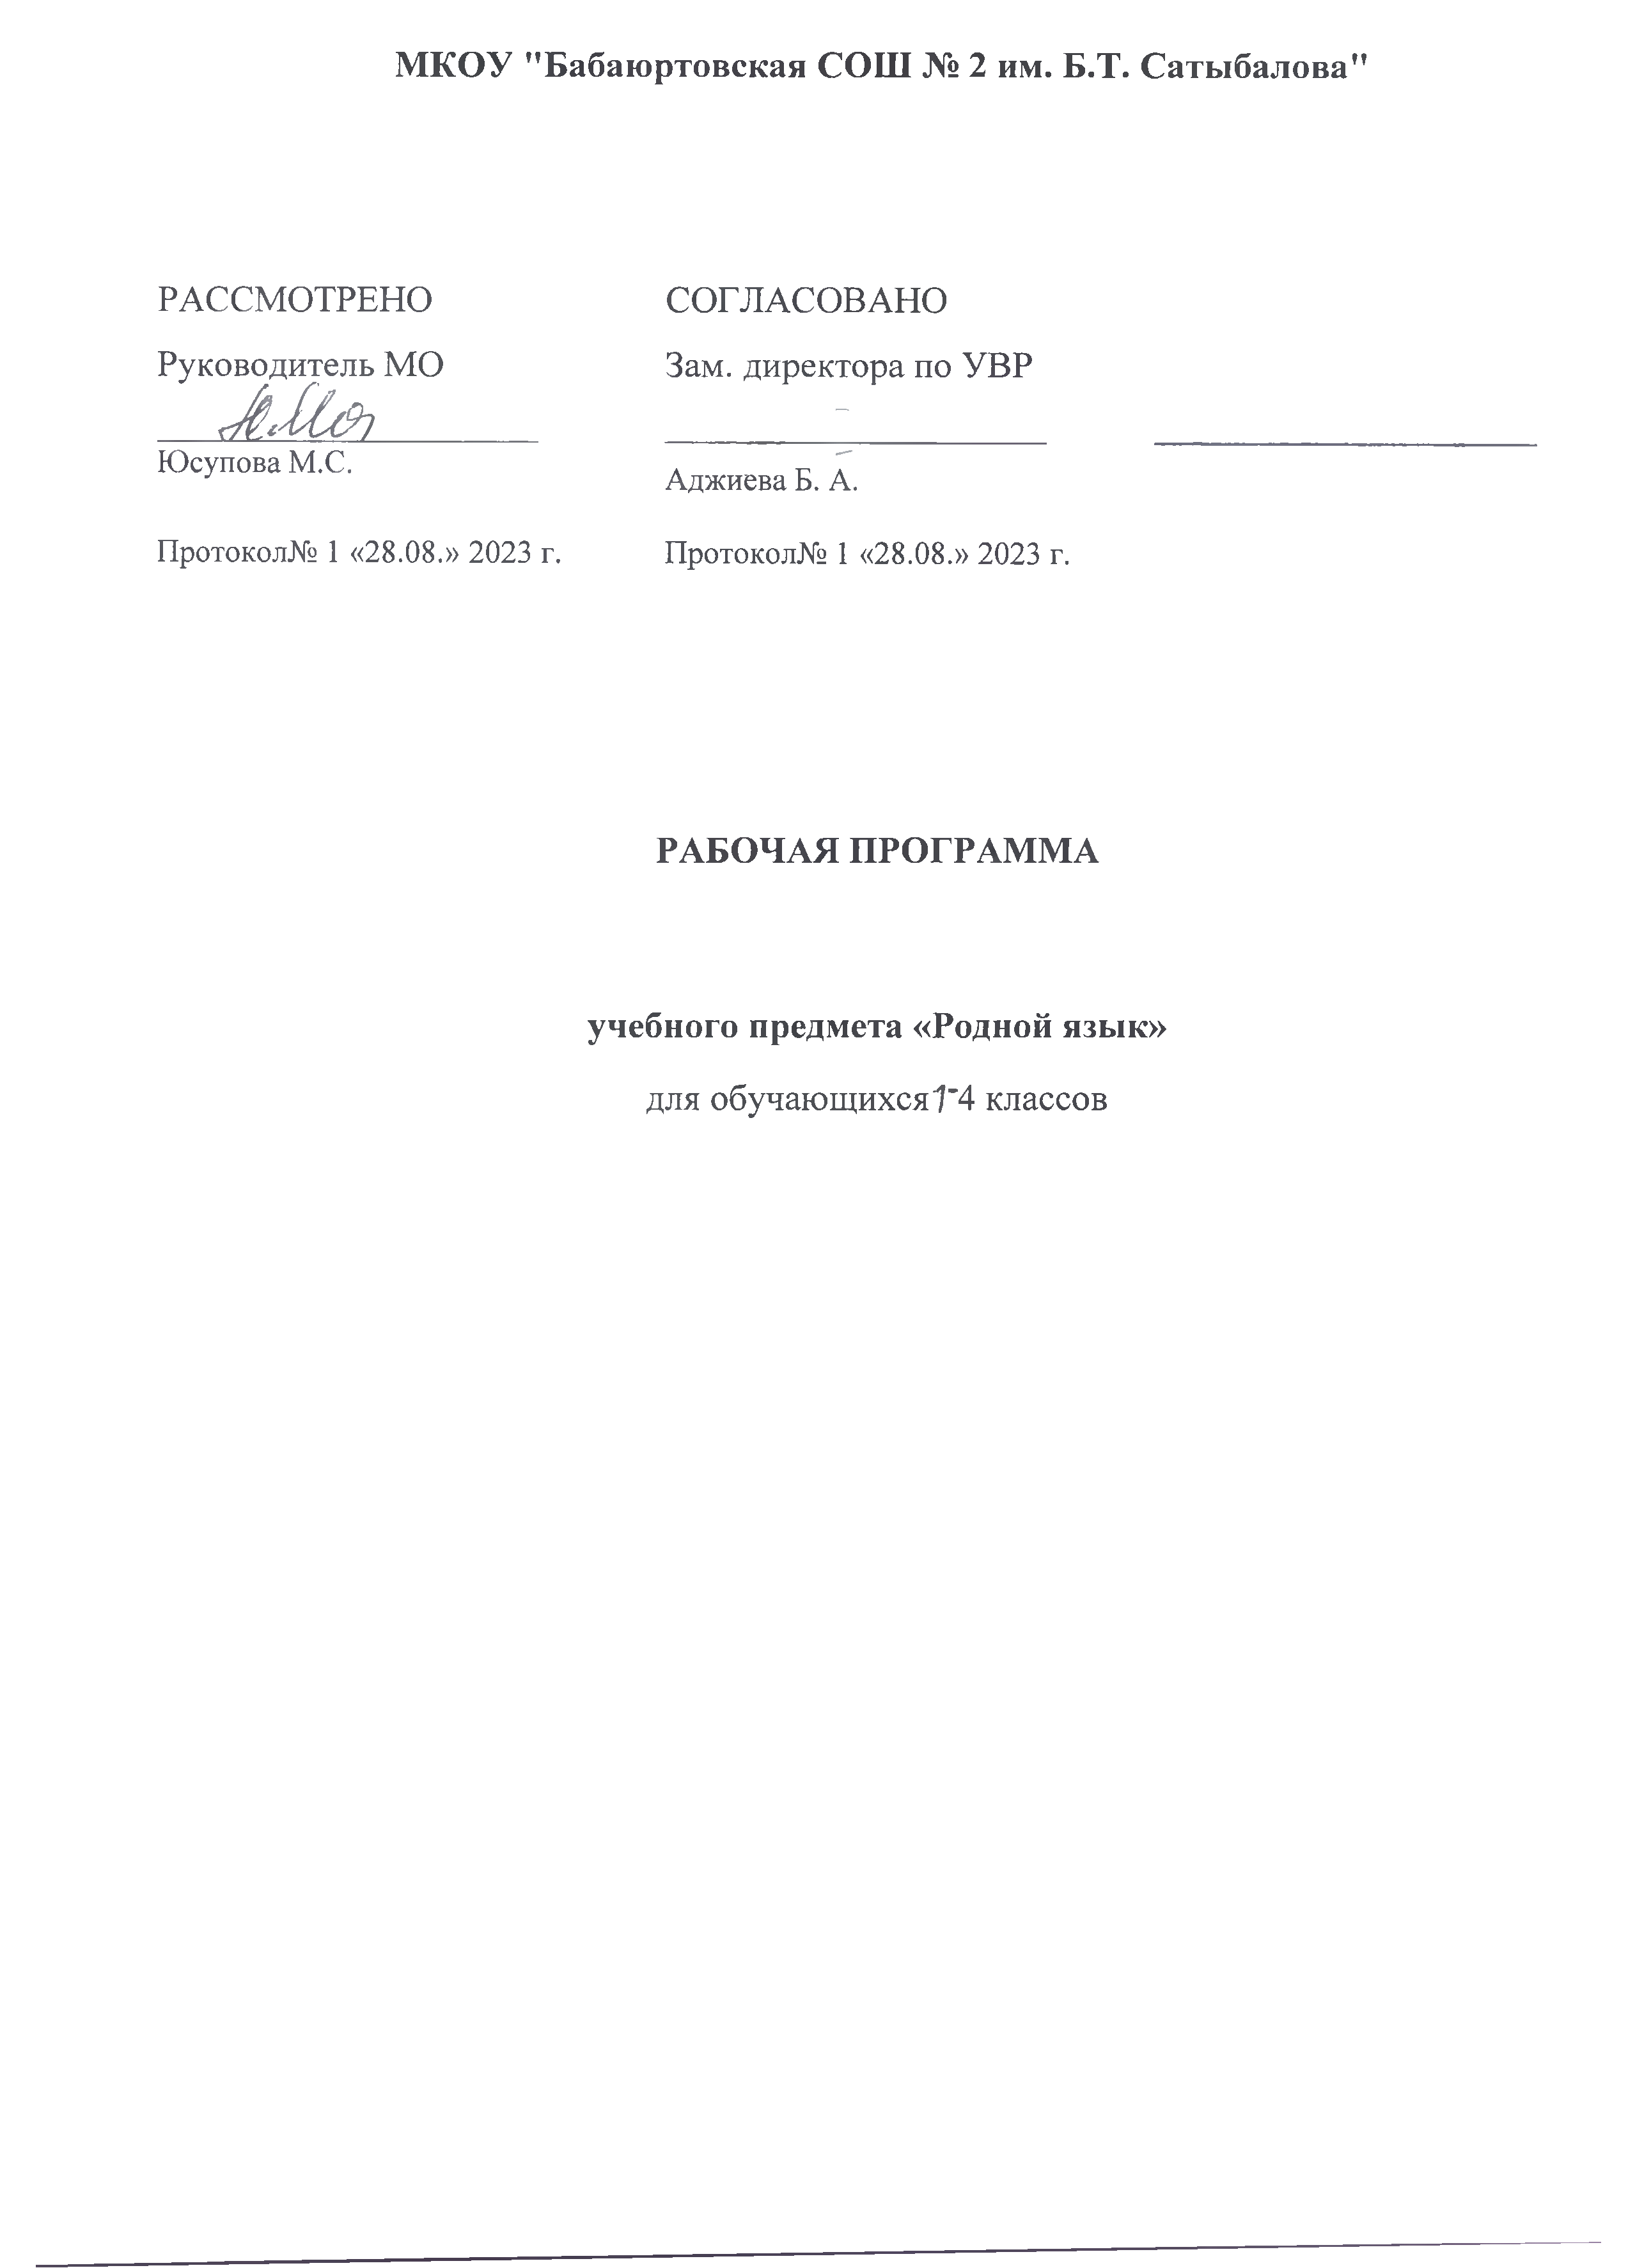 МКОУ "Бабаюртовская СОШ № 2 им. Б.Т. Сатыбалова"
РАССМОТРЕНО
Руководитель МО
Юсупова М.С.
Протокол№ 1 «28.08.» 2023 г.
СОГЛАСОВАНО
Зам. директора по УВР
Аджиева Б. А.
Протокол№ 1 «28.08.» 2023 г.
РАБОЧАЯ ПРОГРАММА
учебного предмета «Родной язык»
для обучающихся 1-4 классов